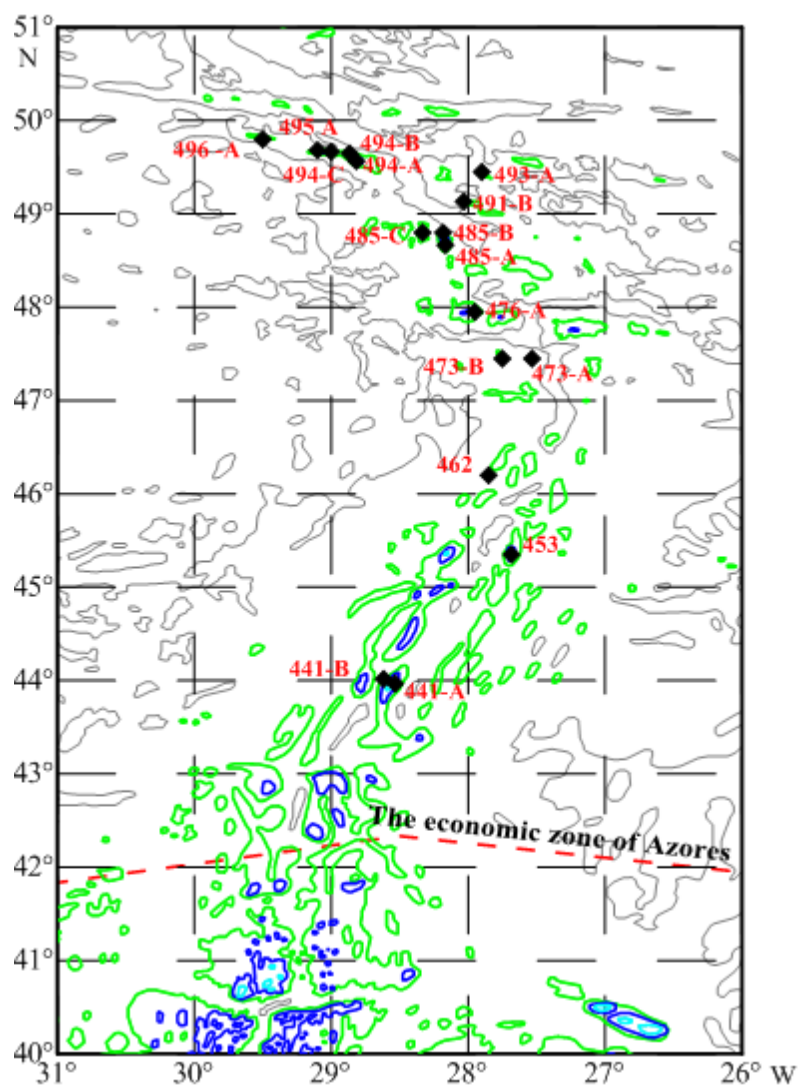 51°
N
50°
495 A
494-B
496 -A
494-C
494-A
493-A
49°
491-B
485-C
485-B
485-A
48°
476-A
473-B
473-A
47°
462
46°
453
45°
441-B
44°
441-A
43°
The economic zone of Azores
42°
41°
40°
31° 30° 29° 28° 27° 26° W